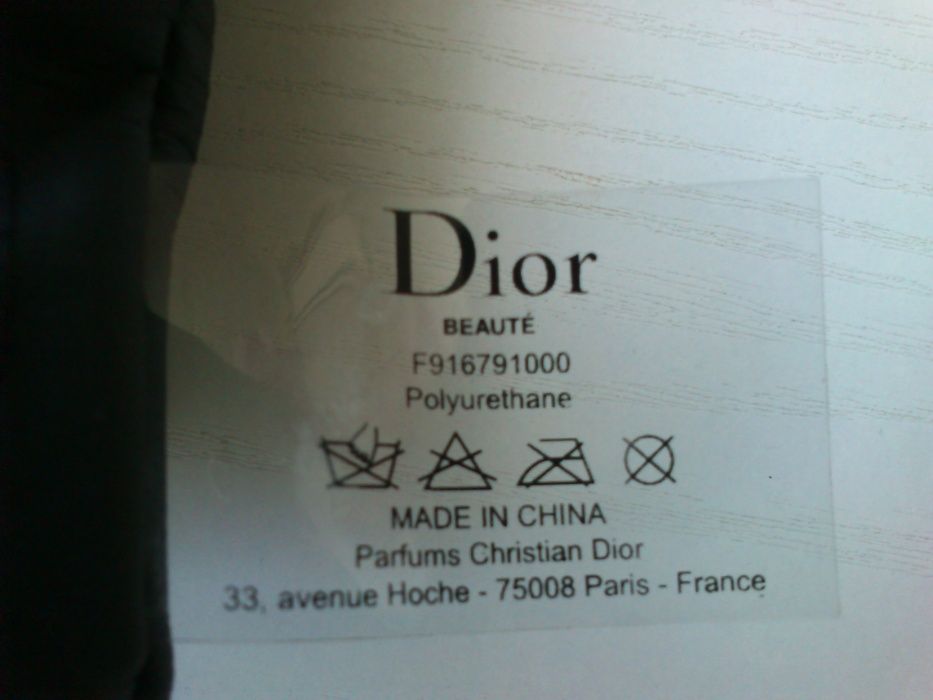 Dior
BEAUTÉ
F916791000
Polyurethane
MADE IN CHINA
Parfums Christian Dior
33, avenue Hoche - 75008 Paris - France